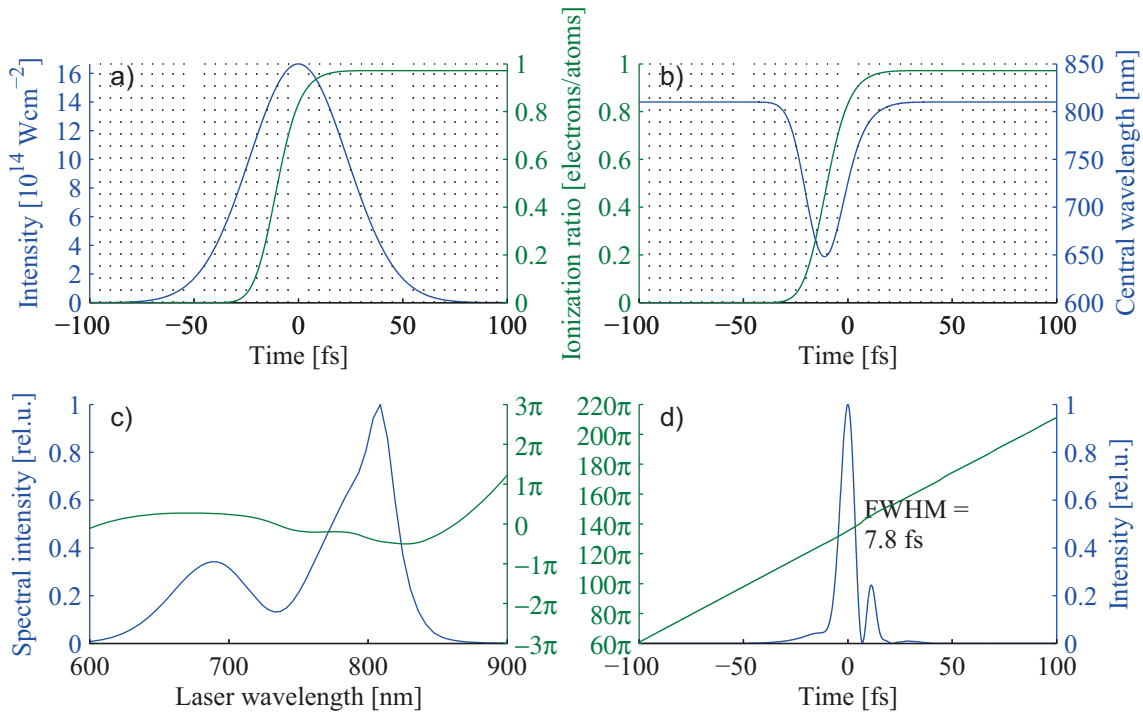 a)
Intensity [10¹⁴ Wcm⁻²]
16
14
12
10
8
6
4
2
0
1
0.8
0.6
0.4
0.2
0
Ionization ratio [electrons/atoms]
−100
−50
0
50
100
Time [fs]
b)
1
0.8
0.6
0.4
0.2
0
850
800
750
700
650
600
Central wavelength [nm]
−100
−50
0
50
100
Time [fs]
c)
Spectral intensity [rel.u.]
1
0.8
0.6
0.4
0.2
0
3π
2π
1π
0
−1π
−2π
−3π
600
700
800
900
Laser wavelength [nm]
d)
220π
200π
180π
160π
140π
130π
120π
100π
80π
60π
1
0.8
0.6
0.4
0.2
0
Intensity [rel.u.]
FWHM =
7.8 fs
−100
−50
0
50
100
Time [fs]